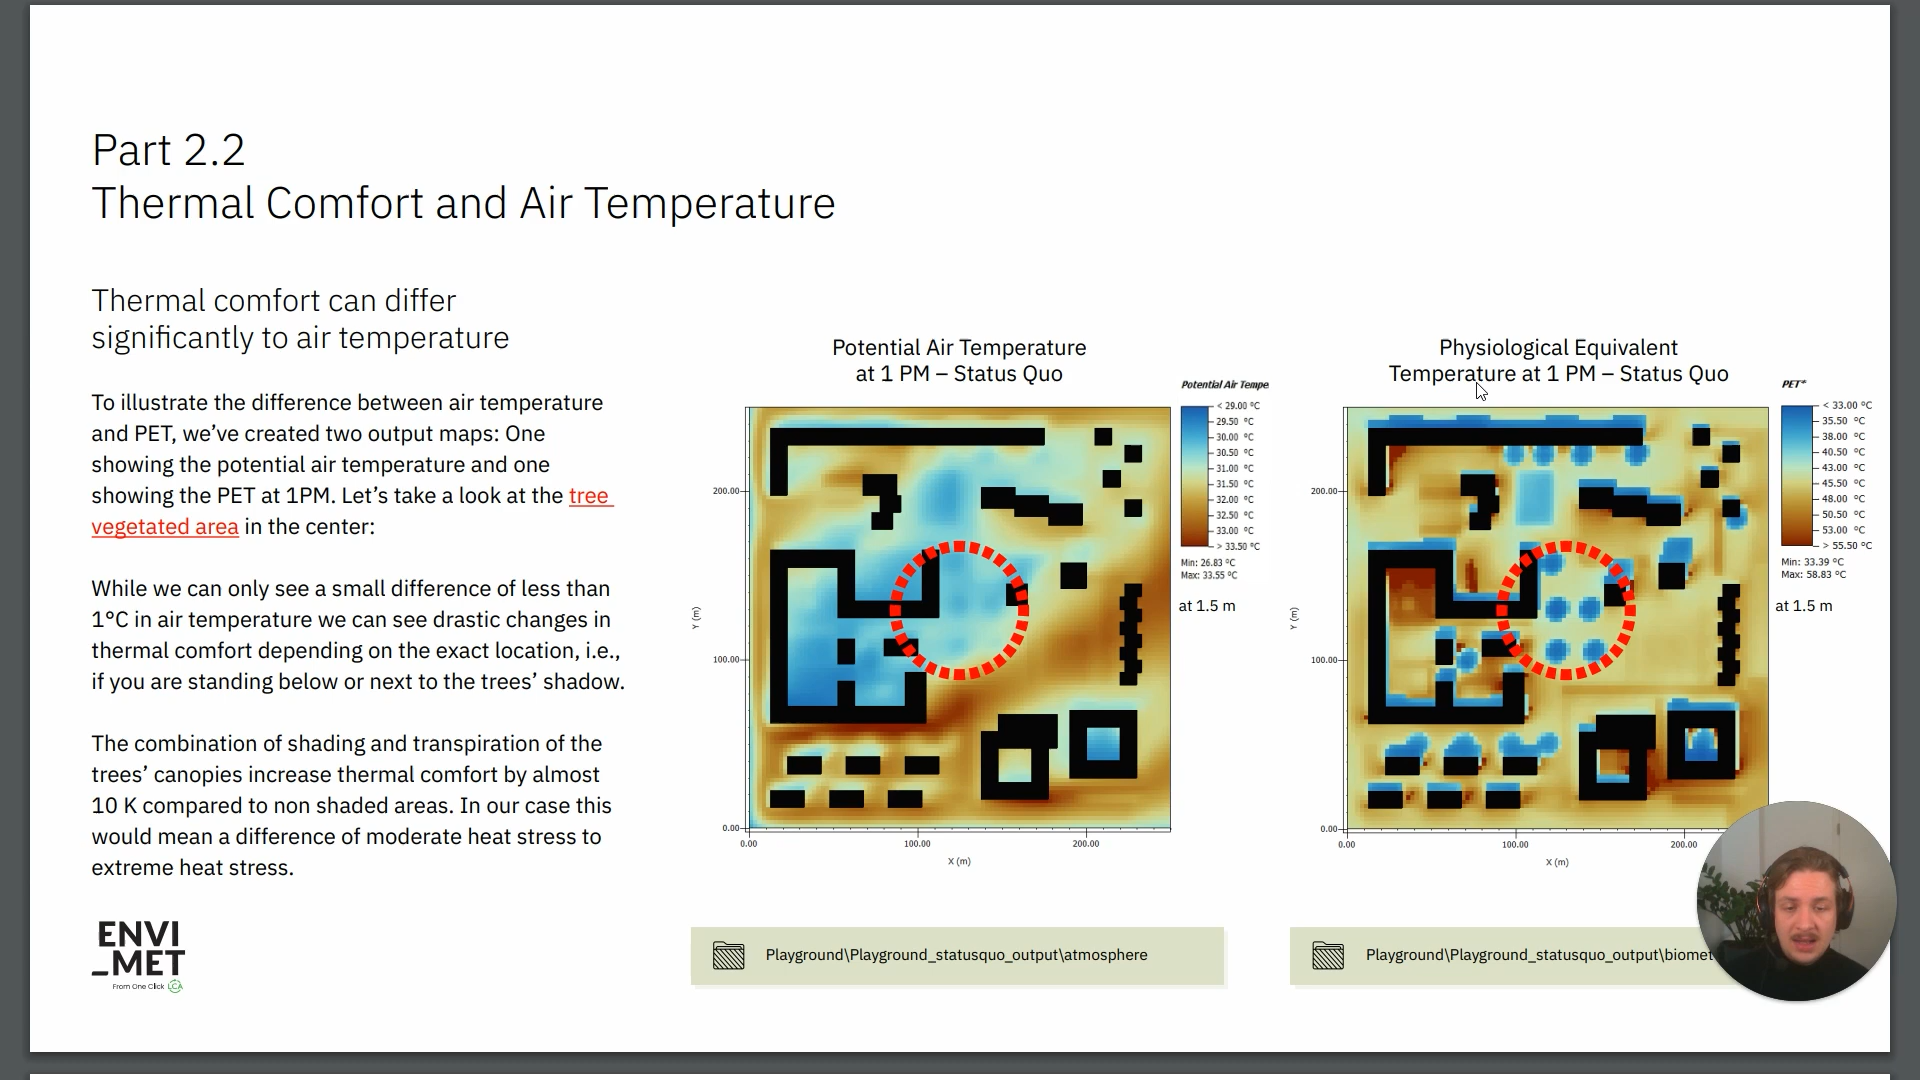 Part 2.2
Thermal Comfort and Air Temperature
Thermal comfort can differ
significantly to air temperature
To illustrate the difference between air temperature
and PET, we’ve created two output maps: One
showing the potential air temperature and one
showing the PET at 1PM. Let’s take a look at the tree
vegetated area in the center:
While we can only see a small difference of less than
1°C in air temperature we can see drastic changes in
thermal comfort depending on the exact location, i.e.,
if you are standing below or next to the trees’ shadow.
The combination of shading and transpiration of the
trees’ canopies increase thermal comfort by almost
10 K compared to non shaded areas. In our case this
would mean a difference of moderate heat stress to
extreme heat stress.
ENVI
_MET
From One Click LCA
Potential Air Temperature
at 1 PM – Status Quo
Potential Air Tempe
< 29.00 °C
29.50 °C
30.00 °C
30.50 °C
31.00 °C
31.50 °C
32.00 °C
32.50 °C
33.00 °C
> 33.50 °C
Min: 26.83 °C
Max: 33.55 °C
at 1.5 m
Y (m)
200.00
100.00
0.00
0.00 100.00 200.00
X (m)
Playground\Playground_statusquo_output\atmosphere
Physiological Equivalent
Temperature at 1 PM – Status Quo
PET*
< 33.00 °C
35.50 °C
38.00 °C
40.50 °C
43.00 °C
45.50 °C
48.00 °C
50.50 °C
53.00 °C
> 55.50 °C
Min: 33.39 °C
Max: 58.83 °C
at 1.5 m
Y (m)
200.00
100.00
0.00
0.00 100.00 200.00
X (m)
Playground\Playground_statusquo_output\biomet